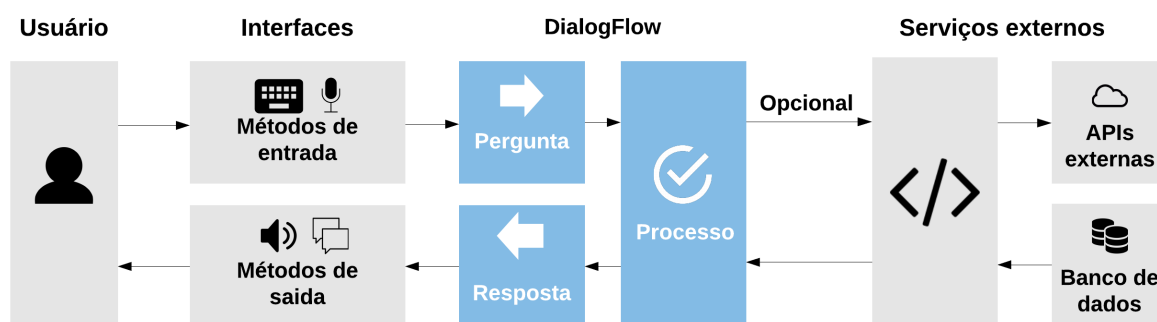 Usuário
Interfaces
DialogFlow
Serviços externos
Métodos de
entrada
Pergunta
Opcional
APIs
externas
Processo
Métodos de
saida
Resposta
Banco de
dados